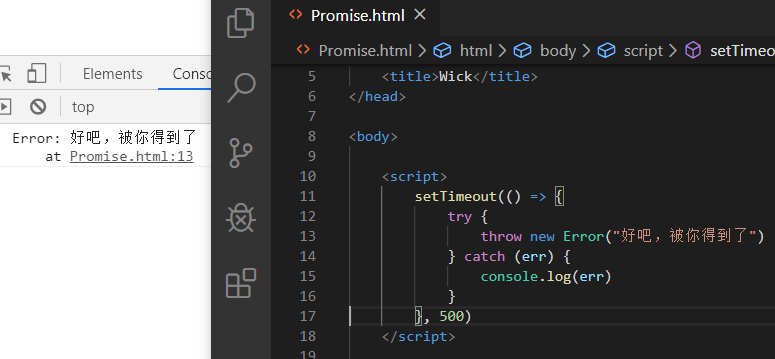 Elements
Conso
top
Error: 好吧，被你得到了
at Promise.html:13
Promise.html
Promise.html > html > body > script > setTimeo
5 <title>Wick</title>
6 </head>
7
8 <body>
9
10 <script>
11 setTimeout(() => {
12 try {
13 throw new Error("好吧，被你得到了")
14 } catch (err) {
15 console.log(err)
16 }
17 }, 500)
18 </script>
19